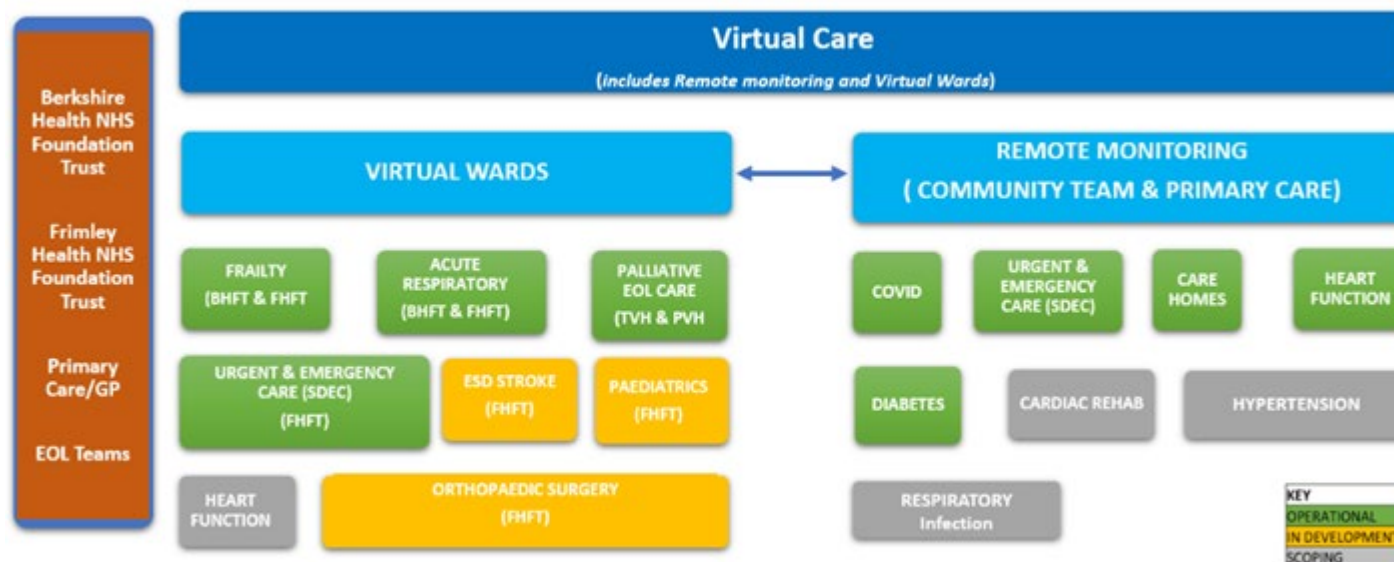 Berkshire
Health NHS
Foundation
Trust
Frimley
Health NHS
Foundation
Trust
Primary
Care/GP
EOL Teams
Virtual Care
(includes Remote monitoring and Virtual Wards)
VIRTUAL WARDS
REMOTE MONITORING
( COMMUNITY TEAM & PRIMARY CARE)
FRAILTY
(BHFT & FHFT
ACUTE
RESPIRATORY
(BHFT & FHFT)
PALLIATIVE
EOL CARE
(TVH & PVH
COVID
URGENT &
EMERGENCY
CARE (SDEC)
CARE
HOMES
HEART
FUNCTION
URGENT & EMERGENCY
CARE (SDEC)
(FHFT)
ESD STROKE
(FHFT)
PAEDIATRICS
(FHFT)
DIABETES
CARDIAC REHAB
HYPERTENSION
HEART
FUNCTION
ORTHOPAEDIC SURGERY
(FHFT)
RESPIRATORY
Infection
KEY
OPERATIONAL
IN DEVELOPMENT
SCOPING